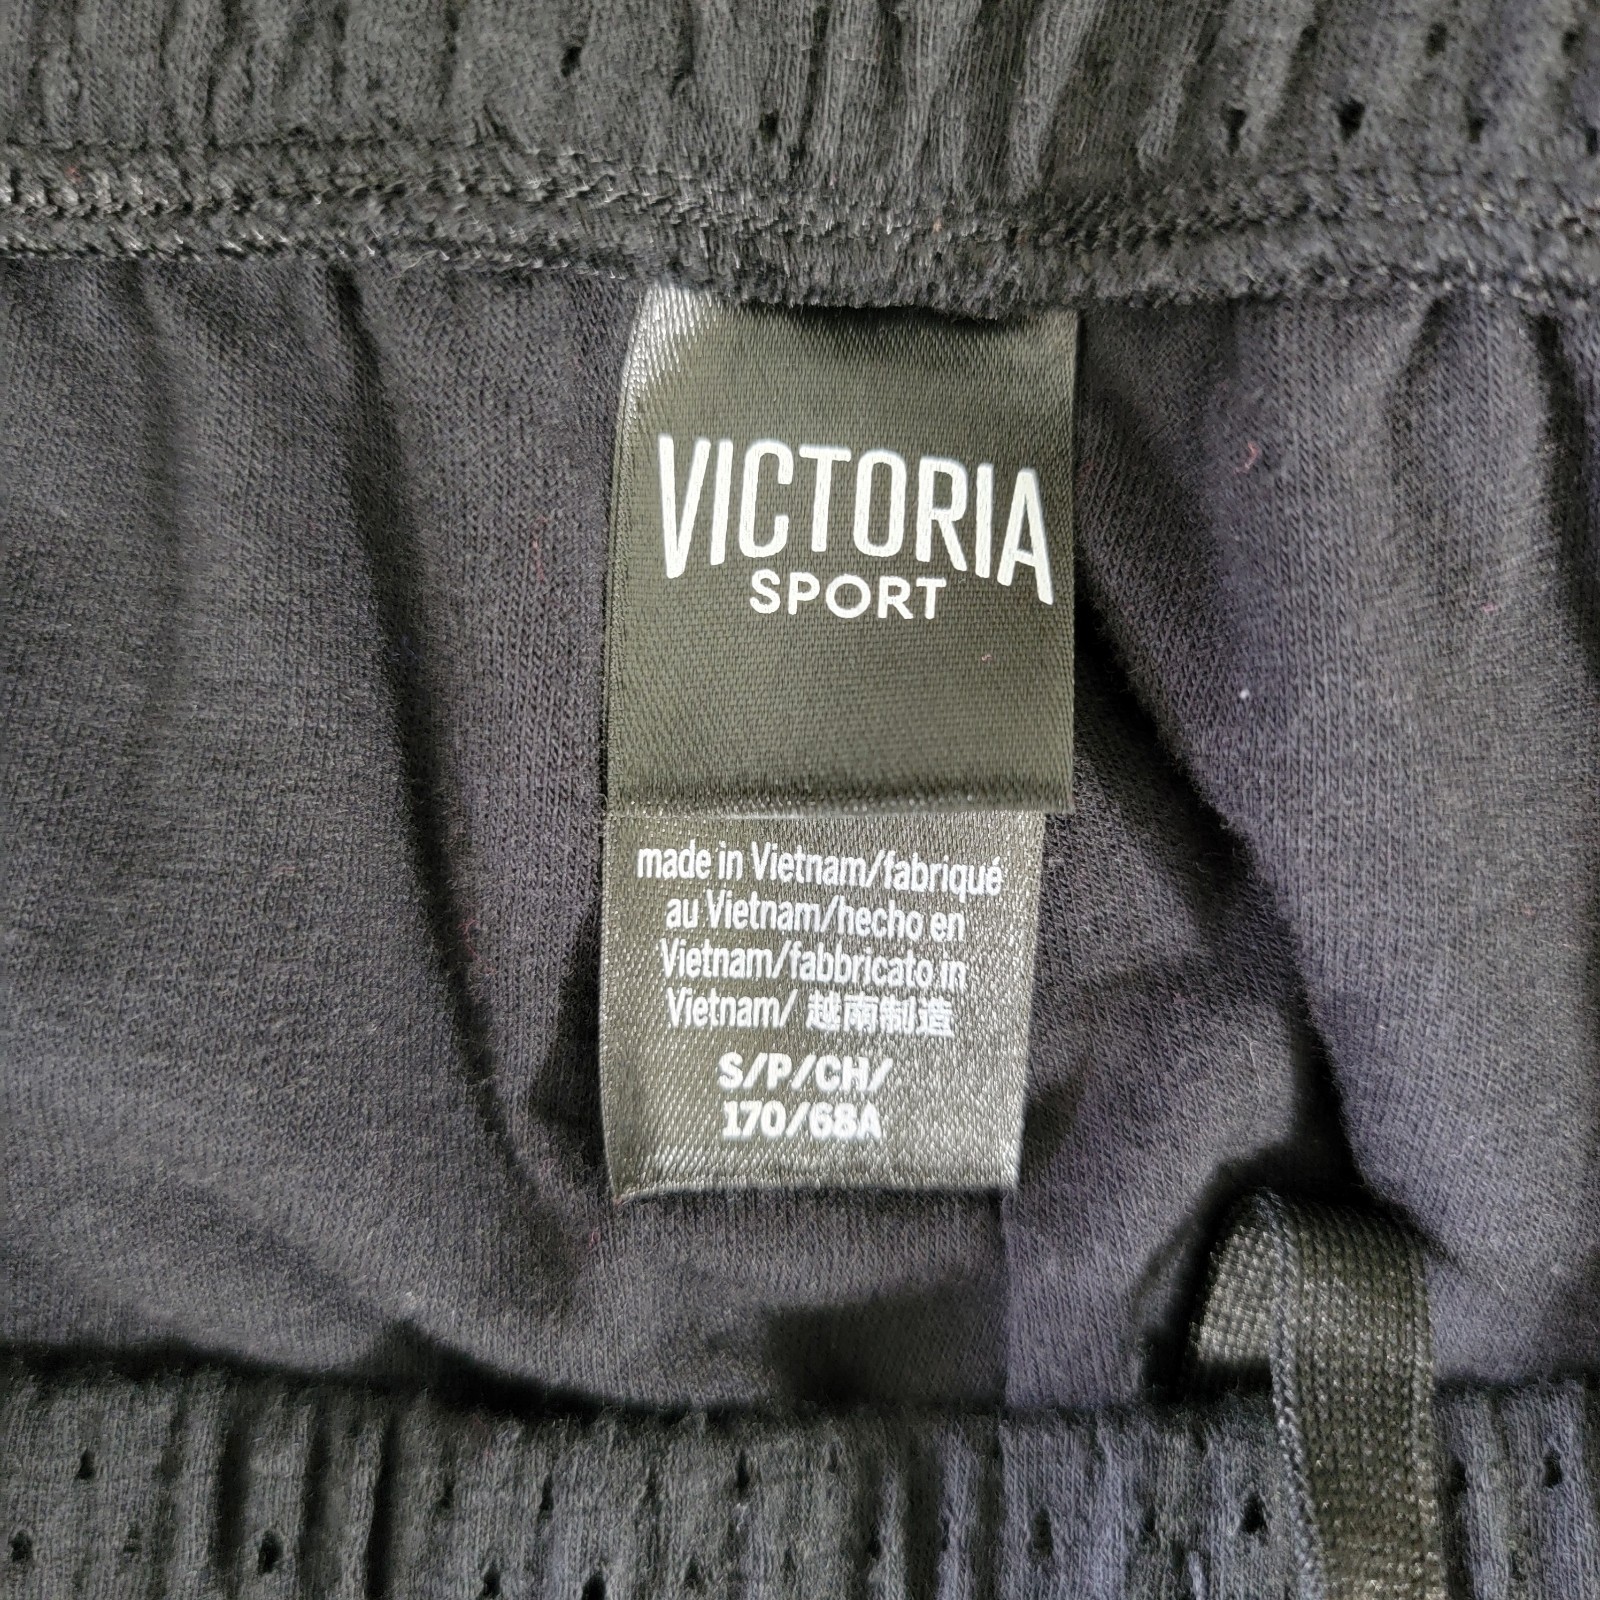 VICTORIA
SPORT
made in Vietnam/fabriqué
au Vietnam/hecho en
Vietnam/fabbricato in
Vietnam/ 越南制造
S/P/CH/
170/68A